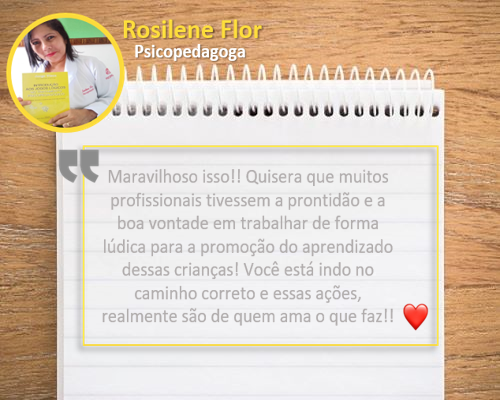 Rosilene Flor
Psicopedagoga
Maravilhoso isso!! Quisera que muitos
profissionais tivessem a prontidão e a
boa vontade em trabalhar de forma
lúdica para a promoção do aprendizado
dessas crianças! Você está indo no
caminho correto e essas ações,
realmente são de quem ama o que faz!! ❤️